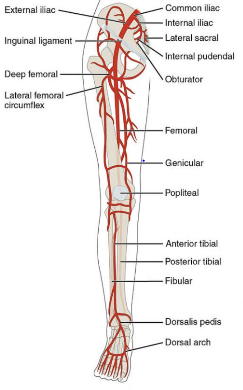 External iliac
Inguinal ligament
Deep femoral
Lateral femoral
circumflex
Common iliac
Internal iliac
Lateral sacral
Internal pudendal
Obturator
Femoral
Genicular
Popliteal
Anterior tibial
Posterior tibial
Fibular
Dorsalis pedis
Dorsal arch